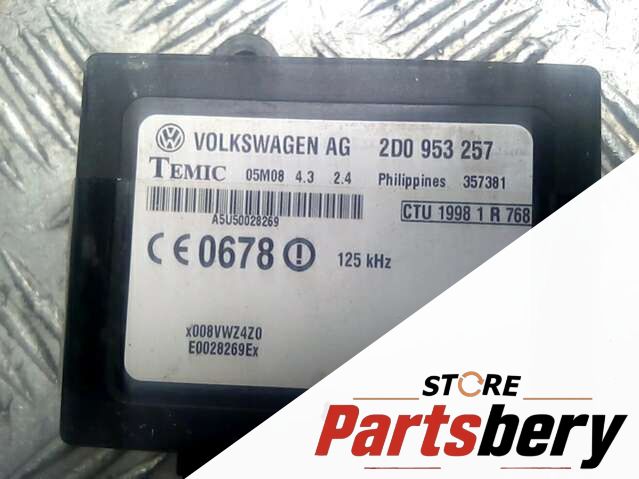 VOLKSWAGEN AG 2D0 953 257
TEMIC 05M08 4.3 2.4 Philippines 357381
A5U50028269 CTU 1998 1 R 768
CE 0678 125 kHz
x008VWZ4Z0
E0028269Ex
STORE
Partsbery